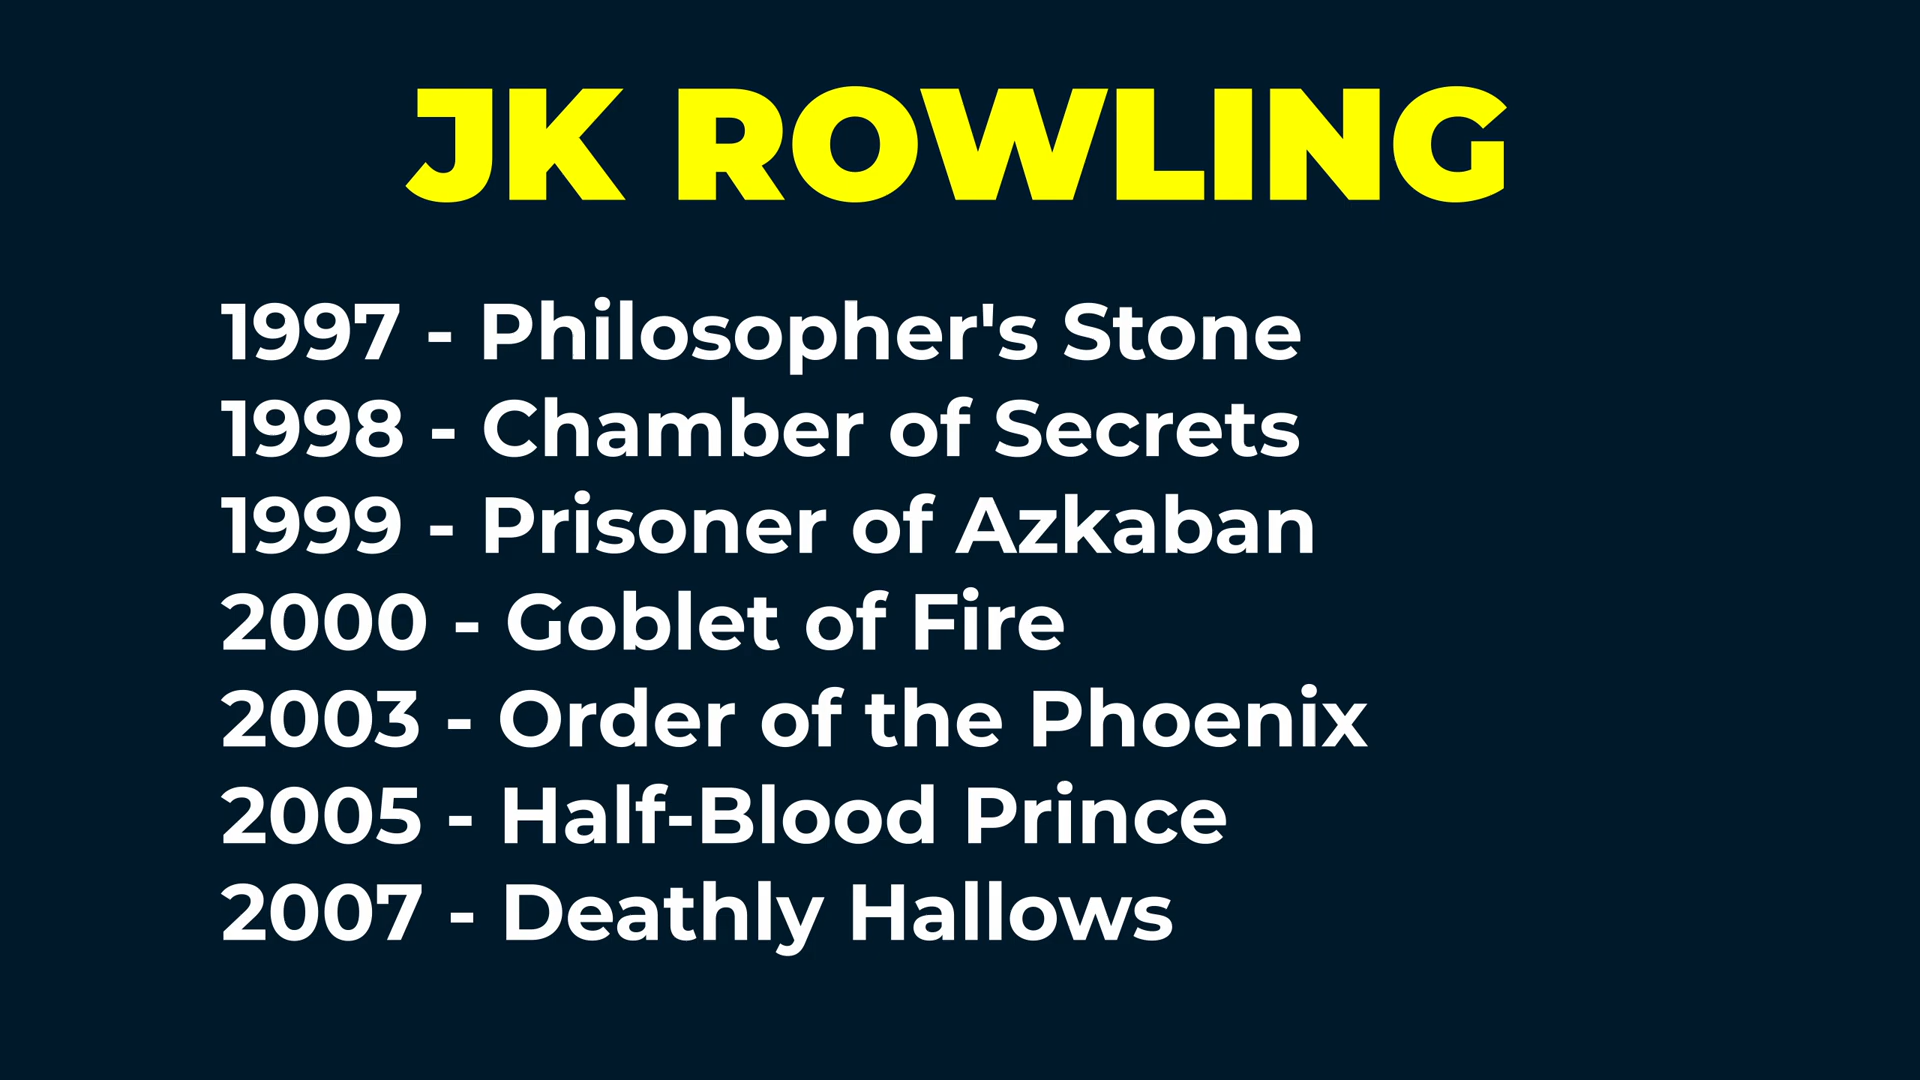 JK ROWLING
1997 - Philosopher's Stone
1998 - Chamber of Secrets
1999 - Prisoner of Azkaban
2000 - Goblet of Fire
2003 - Order of the Phoenix
2005 - Half-Blood Prince
2007 - Deathly Hallows